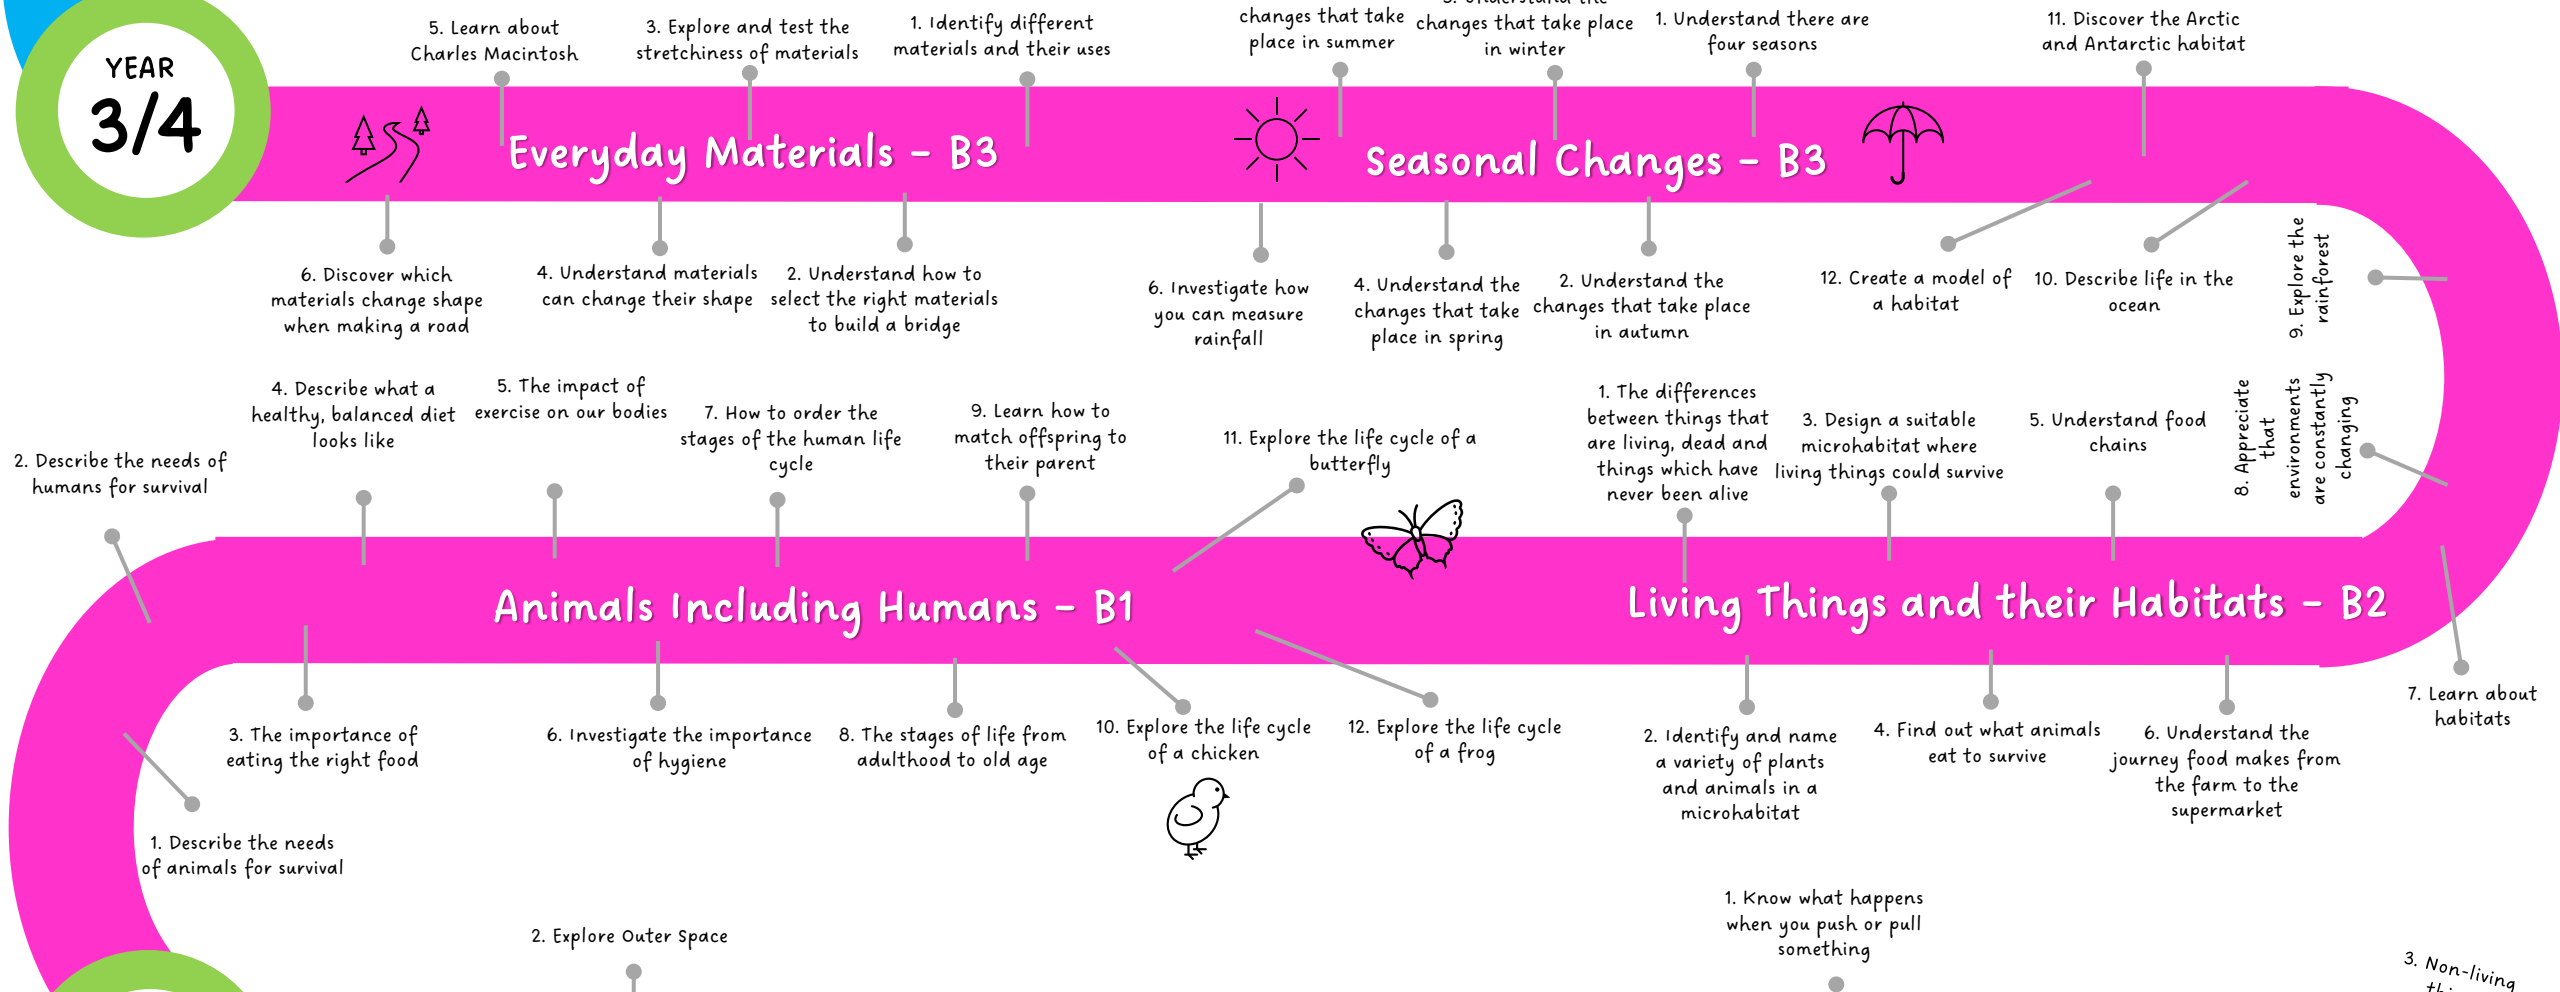 YEAR
3/4
5. Learn about
Charles Macintosh
3. Explore and test the
stretchiness of materials
1. Identify different
materials and their uses
changes that take
place in summer
changes that take place
in winter
1. Understand there are
four seasons
11. Discover the Arctic
and Antarctic habitat
Everyday Materials – B3
Seasonal Changes – B3
6. Discover which
materials change shape
when making a road
4. Understand materials
can change their shape
2. Understand how to
select the right materials
to build a bridge
6. Investigate how
you can measure
rainfall
4. Understand the
changes that take
place in spring
2. Understand the
changes that take place
in autumn
12. Create a model of
a habitat
10. Describe life in the
ocean
9. Explore the
rainforest
8. Appreciate
that
environments
are constantly
changing
2. Describe the needs of
humans for survival
4. Describe what a
healthy, balanced diet
looks like
5. The impact of
exercise on our bodies
7. How to order the
stages of the human life
cycle
9. Learn how to
match offspring to
their parent
11. Explore the life cycle of a
butterfly
1. The differences
between things that
are living, dead and
things which have
never been alive
3. Design a suitable
microhabitat where
living things could survive
5. Understand food
chains
Animals Including Humans – B1
Living Things and their Habitats – B2
1. Describe the needs
of animals for survival
3. The importance of
eating the right food
6. Investigate the importance
of hygiene
8. The stages of life from
adulthood to old age
10. Explore the life cycle
of a chicken
12. Explore the life cycle
of a frog
2. Identify and name
a variety of plants
and animals in a
microhabitat
4. Find out what animals
eat to survive
6. Understand the
journey food makes from
the farm to the
supermarket
7. Learn about
habitats
2. Explore Outer Space
1. Know what happens
when you push or pull
something
3. Non-living